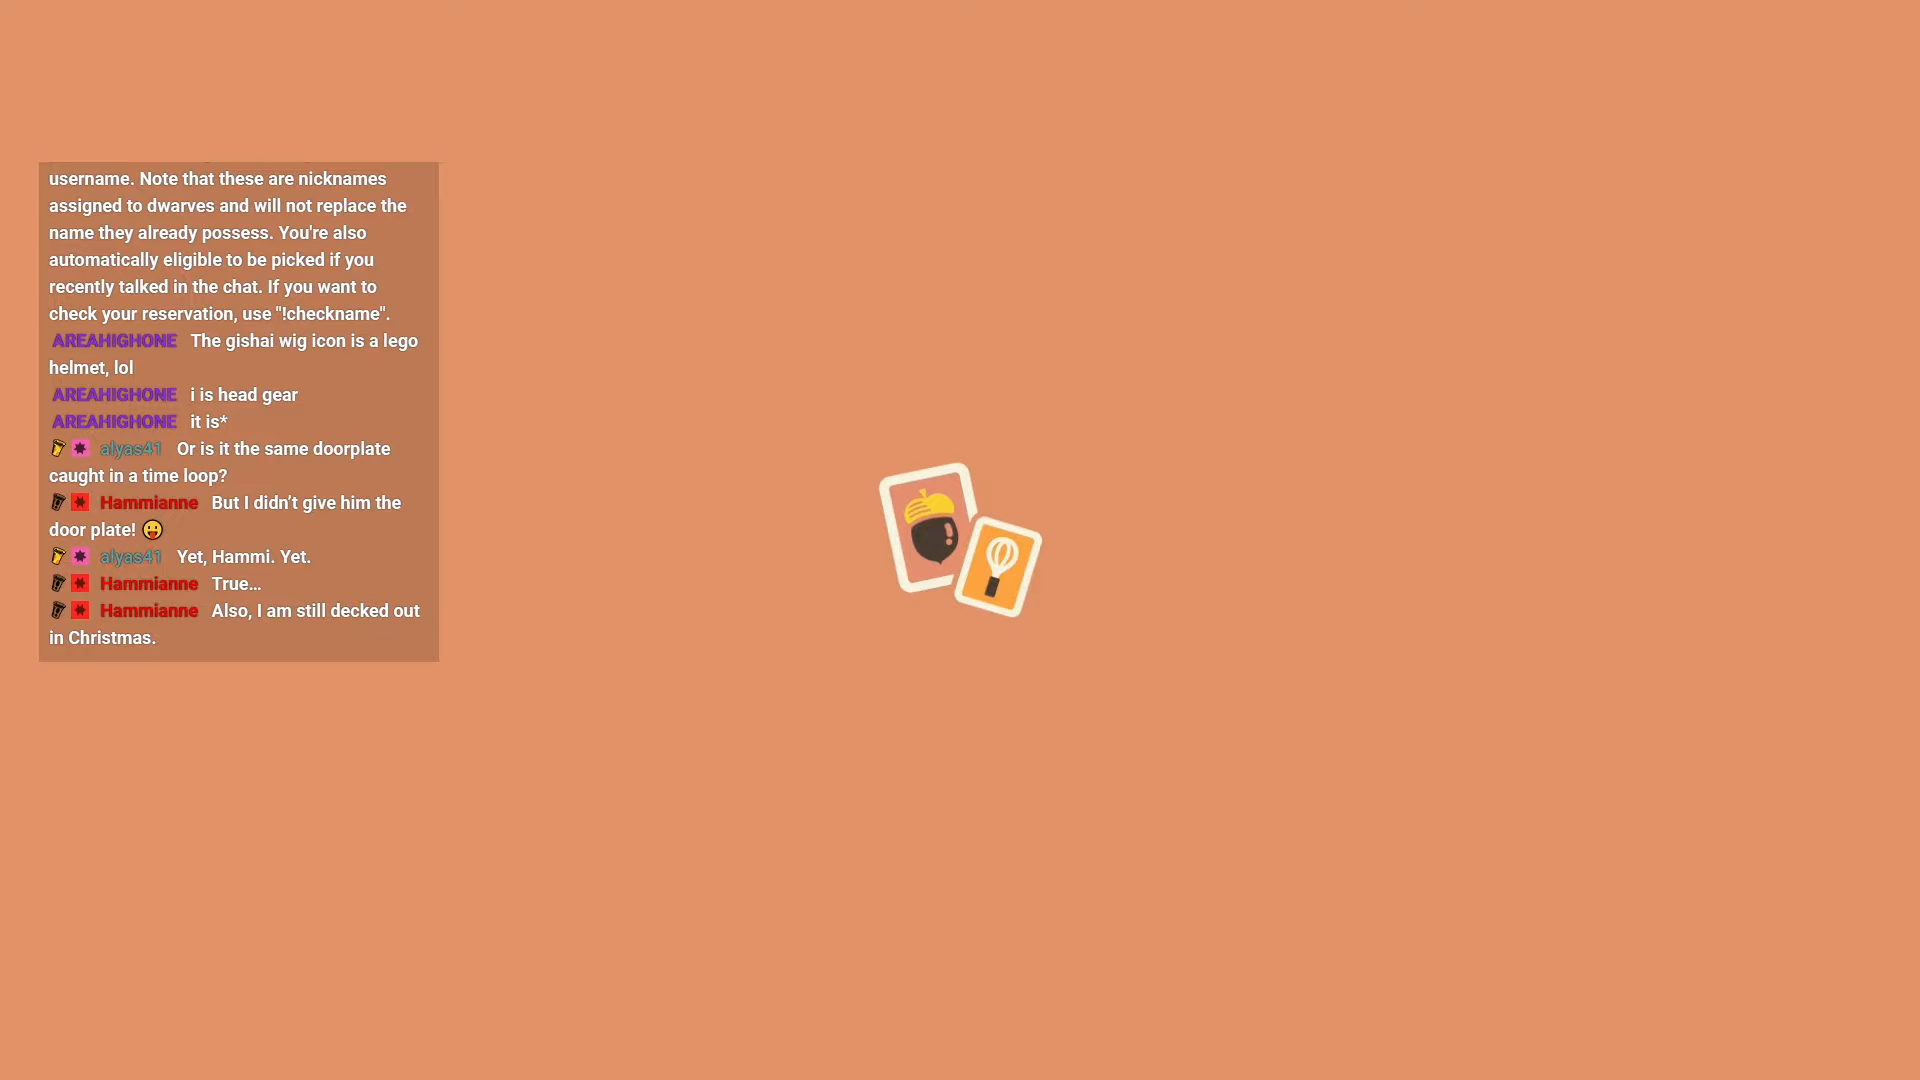 username. Note that these are nicknames
assigned to dwarves and will not replace the
name they already possess. You're also
automatically eligible to be picked if you
recently talked in the chat. If you want to
check your reservation, use "!checkname".
AREAHIGHONE The gishai wig icon is a lego
helmet, lol
AREAHIGHONE i is head gear
AREAHIGHONE it is*
alyas41 Or is it the same doorplate
caught in a time loop?
Hammianne But I didn’t give him the
door plate! 😛
alyas41 Yet, Hammi. Yet.
Hammianne True…
Hammianne Also, I am still decked out
in Christmas.